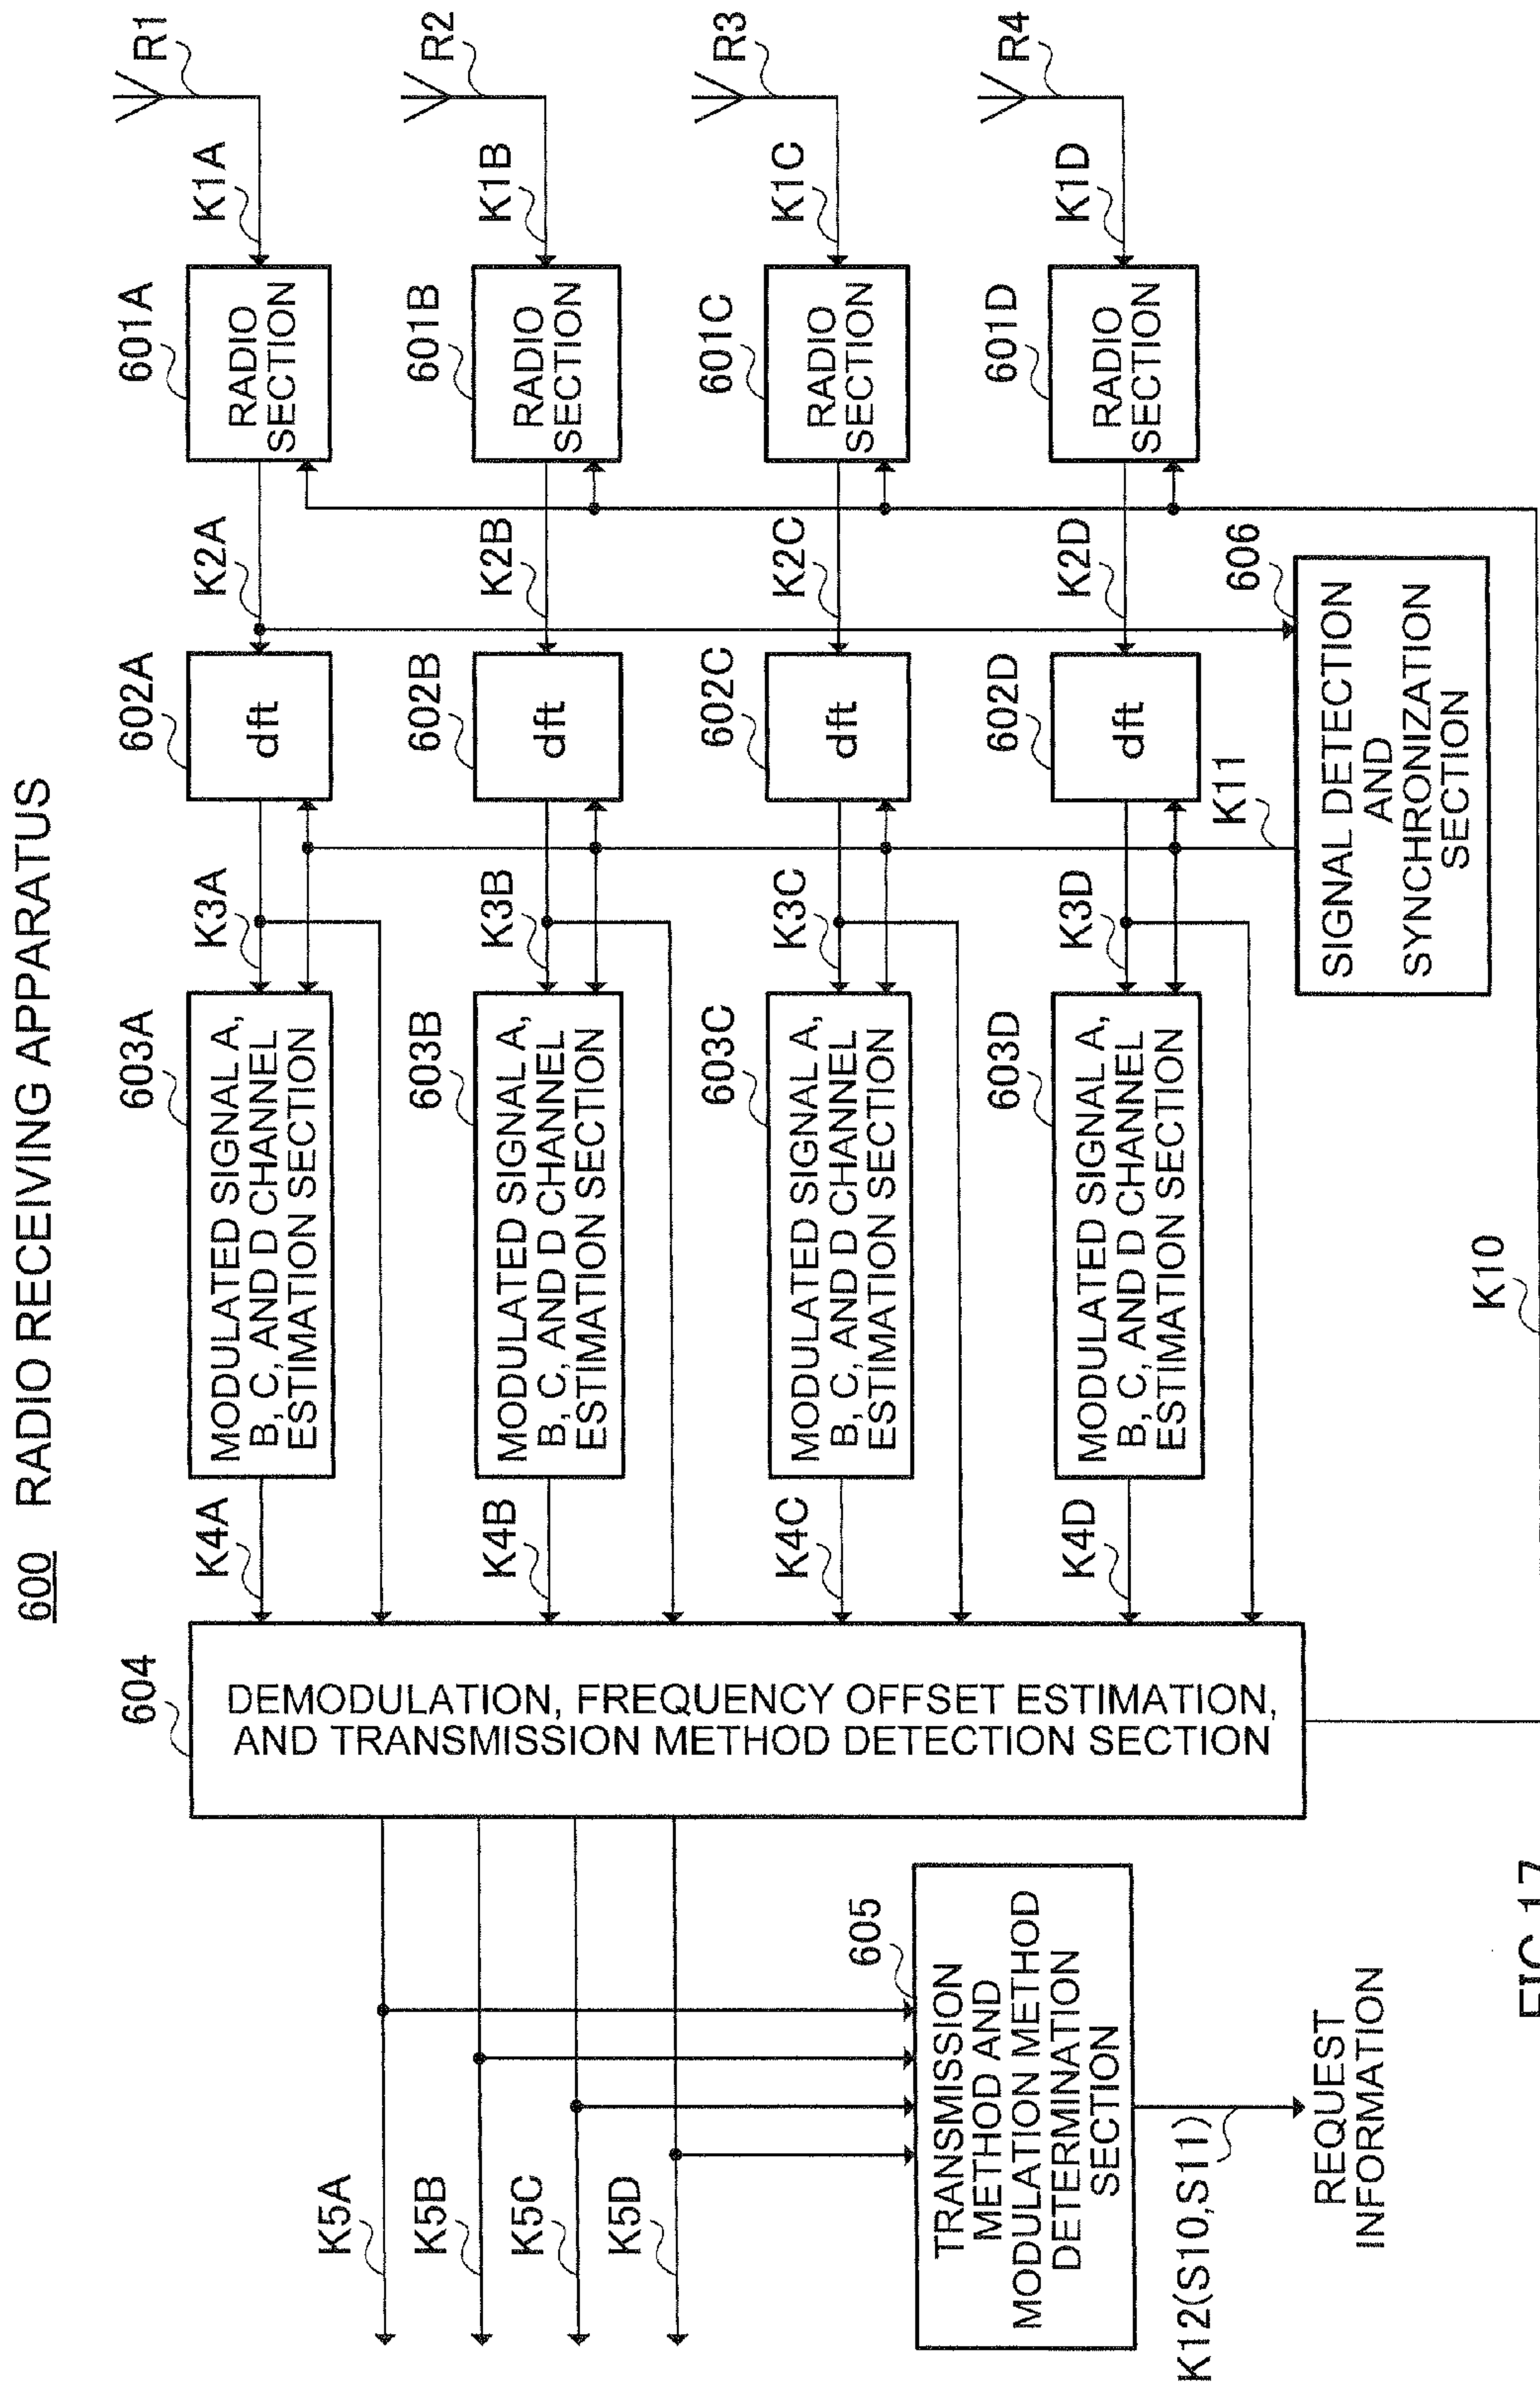 600 RADIO RECEIVING APPARATUS
R1
K1A
601A
RADIO
SECTION
K2A
602A
dft
K3A
603A
MODULATED SIGNAL A,
B, C, AND D CHANNEL
ESTIMATION SECTION
K4A
R2
K1B
601B
RADIO
SECTION
K2B
602B
dft
K3B
603B
MODULATED SIGNAL A,
B, C, AND D CHANNEL
ESTIMATION SECTION
K4B
R3
K1C
601C
RADIO
SECTION
K2C
602C
dft
K3C
603C
MODULATED SIGNAL A,
B, C, AND D CHANNEL
ESTIMATION SECTION
K4C
R4
K1D
601D
RADIO
SECTION
K2D
602D
dft
K3D
603D
MODULATED SIGNAL A,
B, C, AND D CHANNEL
ESTIMATION SECTION
K4D
606
SIGNAL DETECTION
AND
SYNCHRONIZATION
SECTION
K11
K10
604
DEMODULATION, FREQUENCY OFFSET ESTIMATION,
AND TRANSMISSION METHOD DETECTION SECTION
K5A
K5B
K5C
K5D
605
TRANSMISSION
METHOD AND
MODULATION METHOD
DETERMINATION
SECTION
K12(S10,S11)
REQUEST
INFORMATION
FIG.17